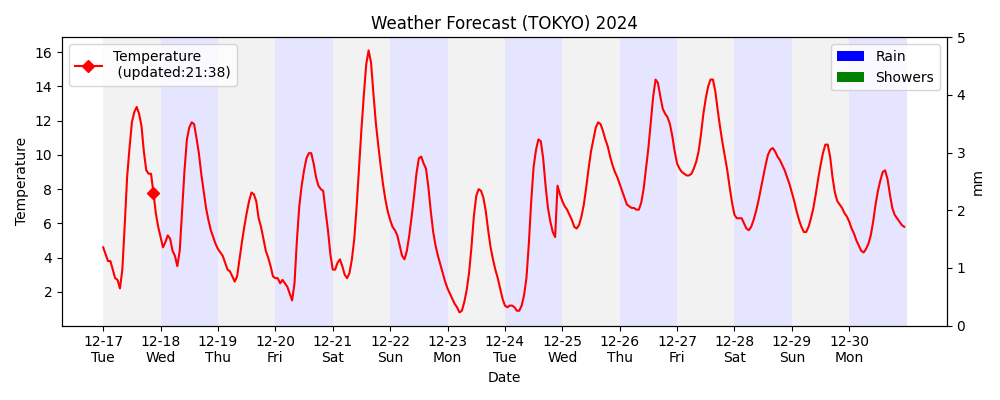 Weather Forecast (TOKYO) 2024
Temperature
(updated:21:38)
Rain
Showers
Temperature
16
14
12
10
8
6
4
2
5
4
3
2
1
0
mm
12-17 12-18 12-19 12-20 12-21 12-22 12-23 12-24 12-25 12-26 12-27 12-28 12-29 12-30
Tue Wed Thu Fri Sat Sun Mon Tue Wed Thu Fri Sat Sun Mon
Date